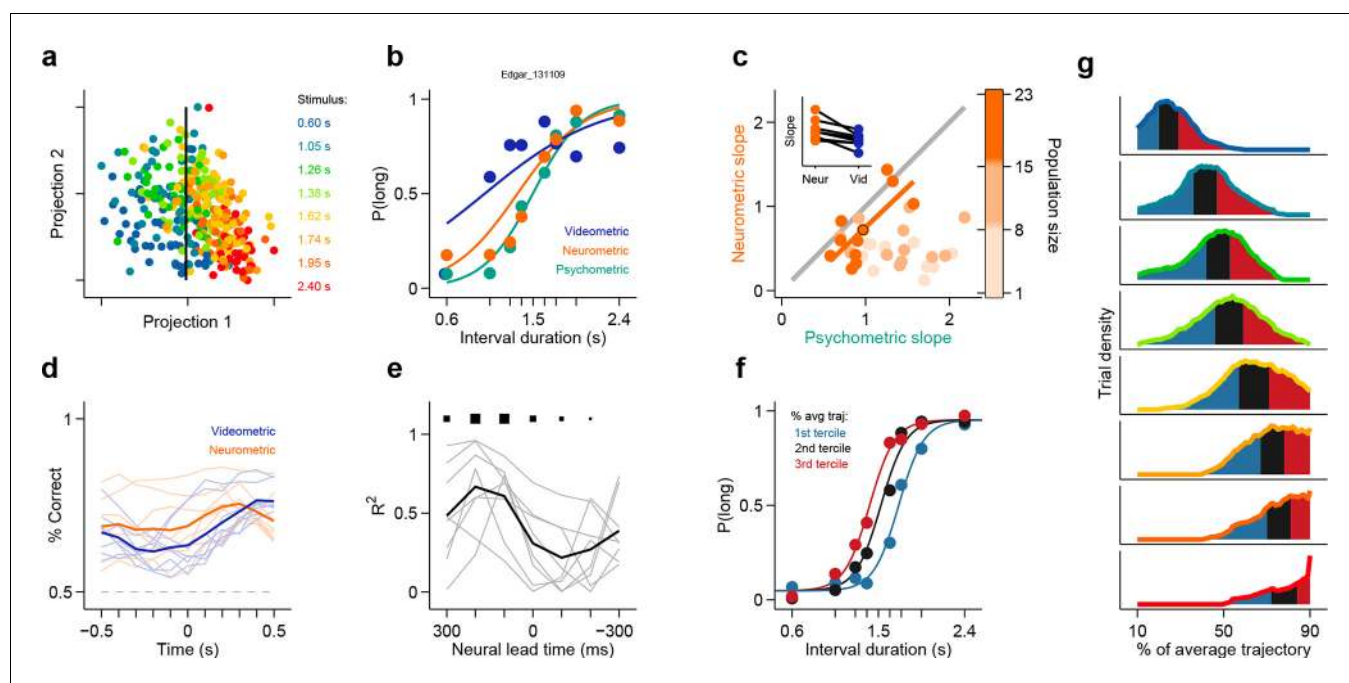 a
Projection 2
Projection 1
Stimulus:
0.60 s
1.05 s
1.26 s
1.38 s
1.62 s
1.74 s
1.95 s
2.40 s
b
Edgar_131109
P(long)
1
0.5
0
Videometric
Neurometric
Psychometric
0.6 1.5 2.4
Interval duration (s)
c
Neurometric slope
2
1
0
Slope
Neur Vid
0 1 2
Psychometric slope
23
15
8
1
Population size
d
% Correct
1
0.5
Videometric
Neurometric
−0.5 0 0.5
Time (s)
e
R2
1
0.5
0
300 0 −300
Neural lead time (ms)
f
P(long)
1
0.5
0
% avg traj:
1st tercile
2nd tercile
3rd tercile
0.6 1.5 2.4
Interval duration (s)
g
Trial density
10 50 90
% of average trajectory